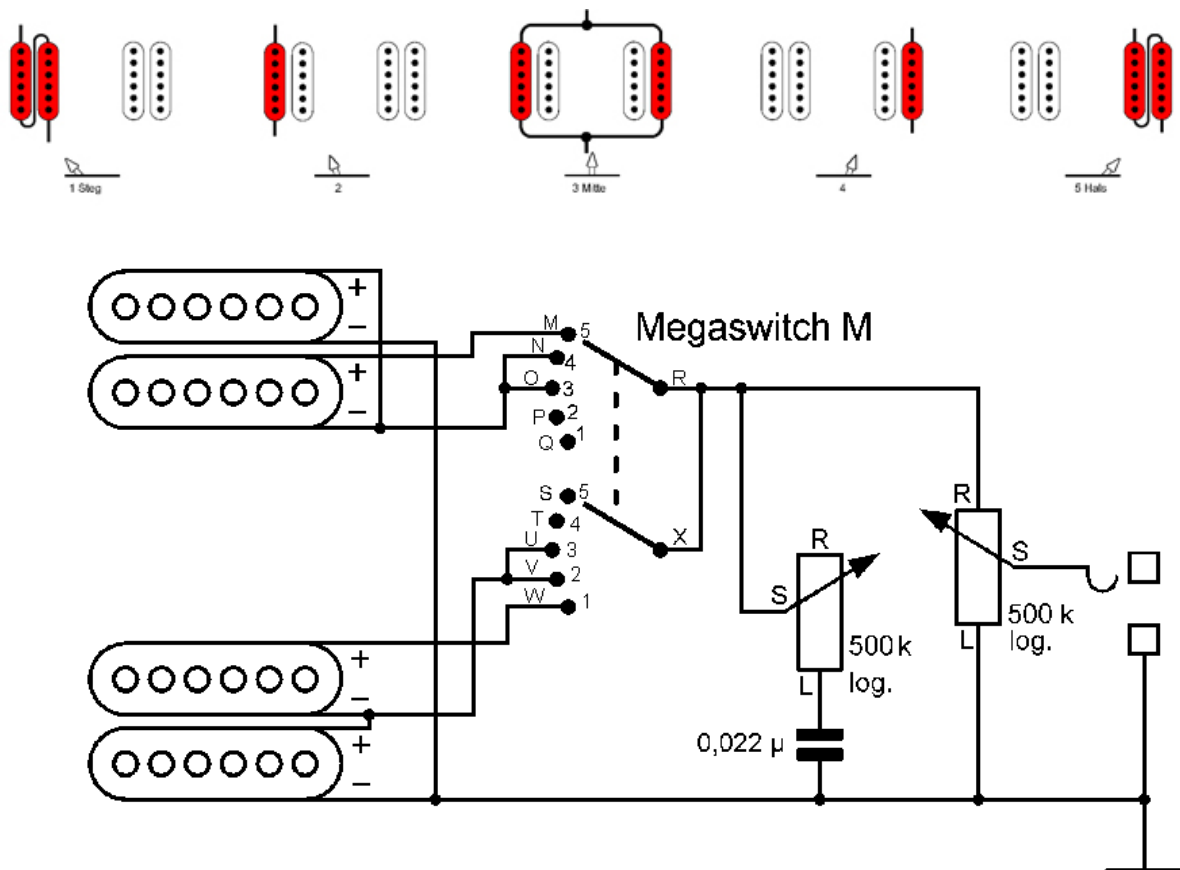 1 Steg
2
3 Mitte
4
5 Hals
+
−
+
−
Megaswitch M
M 5
N 4
O 3
P 2
Q 1
R
S 5
T 4
U 3
V 2
W 1
X
R
S
500 k
log.
L
R
S
500 k
log.
L
0,022 µ
+
−
+
−